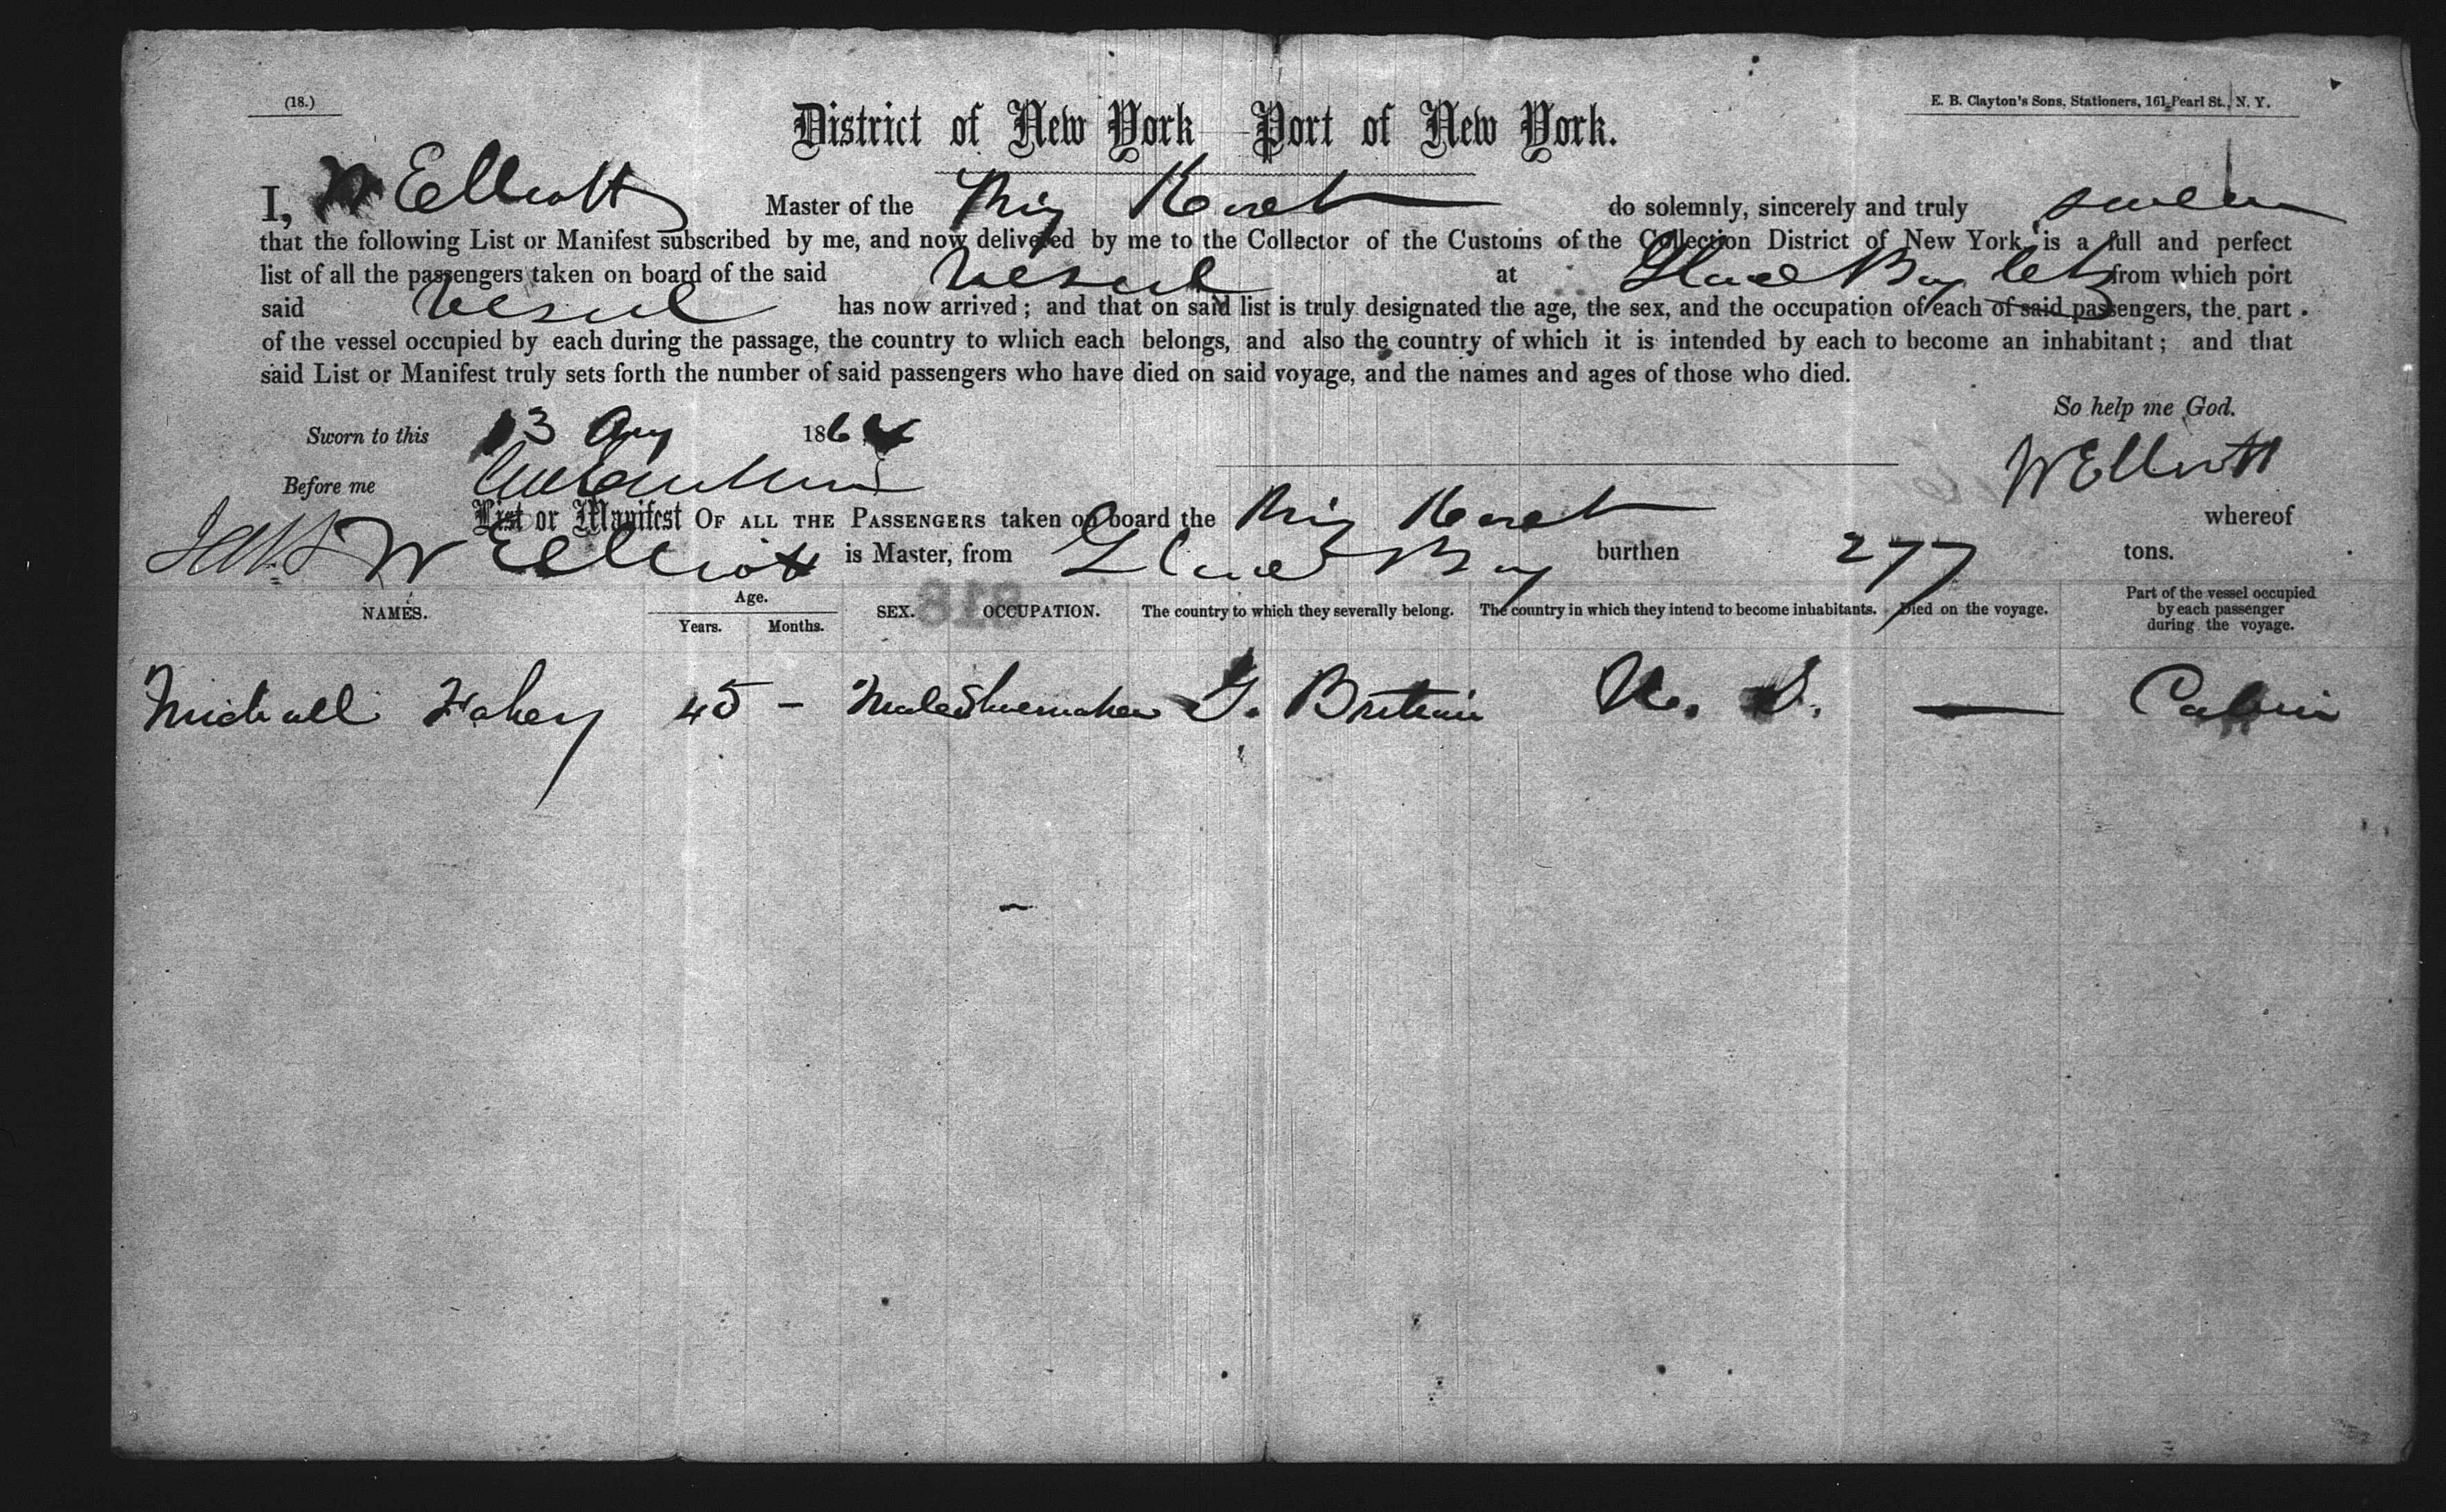 (18.)
E. B. Clayton's Sons, Stationers, 161 Pearl St., N. Y.
District of New York—Port of New York.
I, W Elliott Master of the Brig do solemnly, sincerely and truly swear
that the following List or Manifest subscribed by me, and now delivered by me to the Collector of the Customs of the Collection District of New York, is a full and perfect
list of all the passengers taken on board of the said Vessel at Glace Bay from which port
said Vessel has now arrived; and that on said list is truly designated the age, the sex, and the occupation of each of said passengers, the part
of the vessel occupied by each during the passage, the country to which each belongs, and also the country of which it is intended by each to become an inhabitant; and that
said List or Manifest truly sets forth the number of said passengers who have died on said voyage, and the names and ages of those who died.
So help me God.
Sworn to this 13 Aug 1864
Before me
W Elliott
List or Manifest OF ALL THE PASSENGERS taken on board the Brig whereof
W Elliott is Master, from Glace Bay burthen 277 tons.
NAMES. Age. Years. Months. SEX. OCCUPATION. The country to which they severally belong. The country in which they intend to become inhabitants. Died on the voyage. Part of the vessel occupied by each passenger during the voyage.
Michael Fahey 45 – Male Shoemaker G. Britain U. S. — Cabin